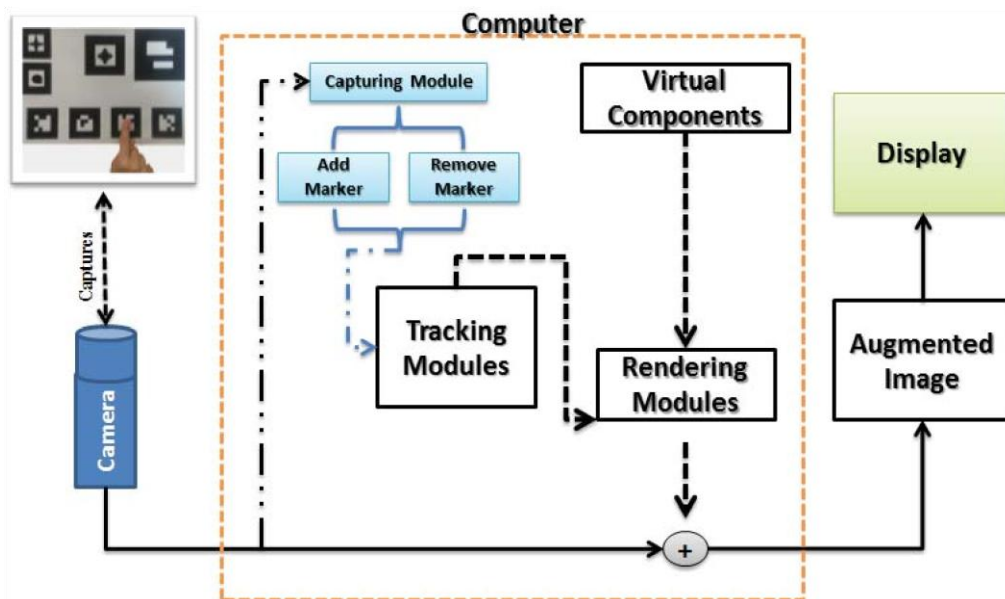 Computer
Capturing Module
Virtual
Components
Add
Marker
Remove
Marker
Display
Captures
Tracking
Modules
Rendering
Modules
Augmented
Image
Camera
+